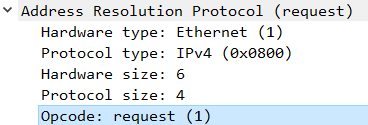 Address Resolution Protocol (request)
Hardware type: Ethernet (1)
Protocol type: IPv4 (0x0800)
Hardware size: 6
Protocol size: 4
Opcode: request (1)